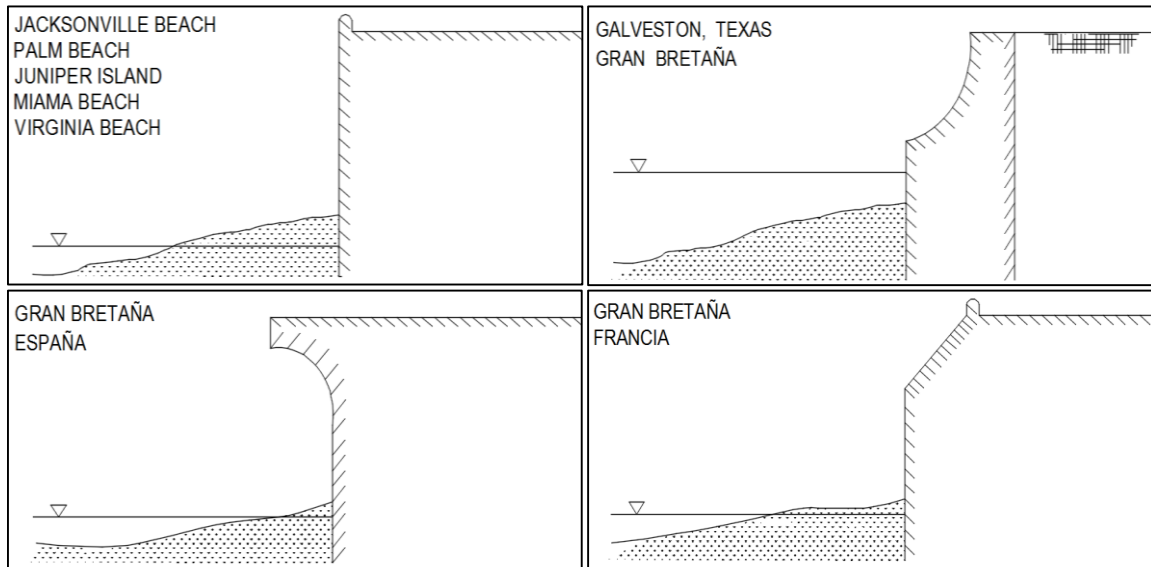 JACKSONVILLE BEACH
PALM BEACH
JUNIPER ISLAND
MIAMA BEACH
VIRGINIA BEACH
GALVESTON, TEXAS
GRAN BRETAÑA
GRAN BRETAÑA
ESPAÑA
GRAN BRETAÑA
FRANCIA